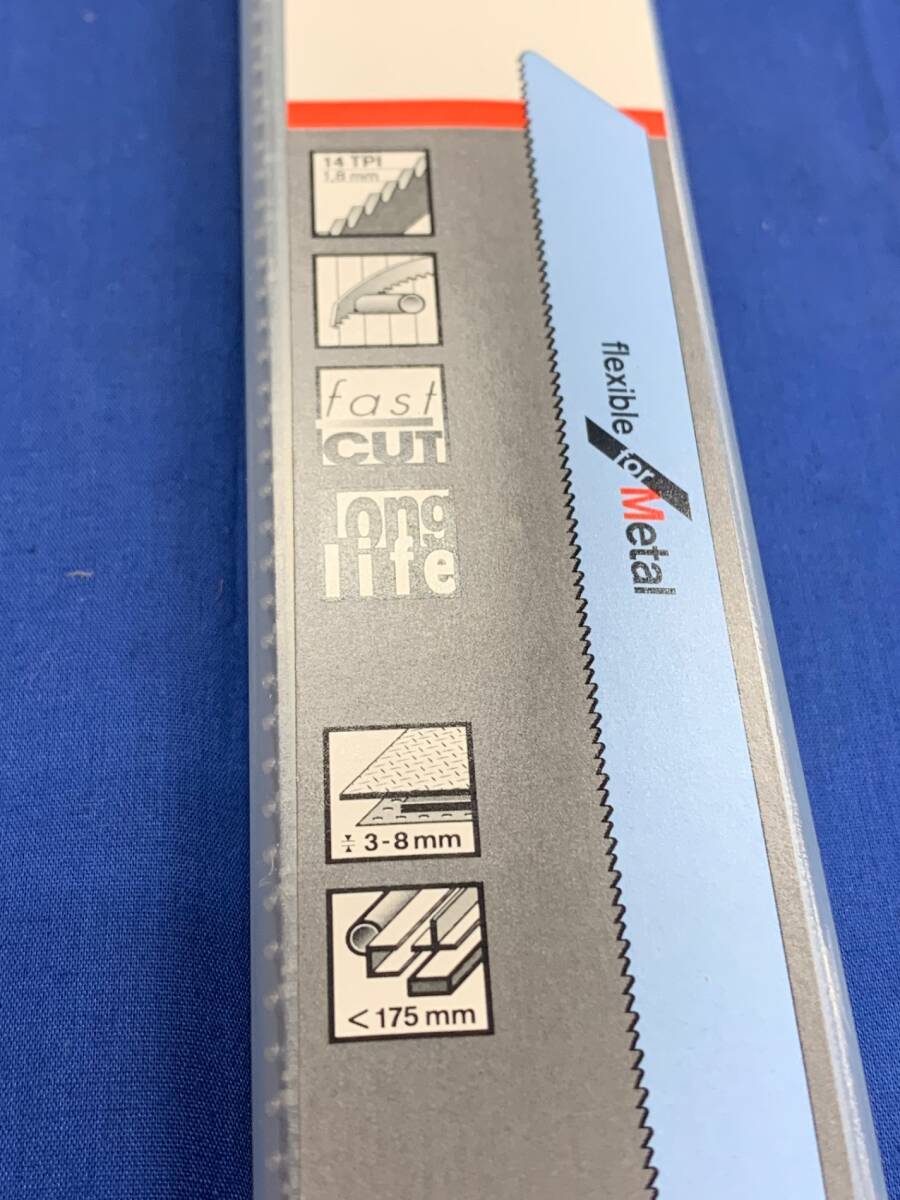 14 TPI
1,8 mm
fast
CUT
long
life
3-8 mm
< 175 mm
flexible
for
Metal